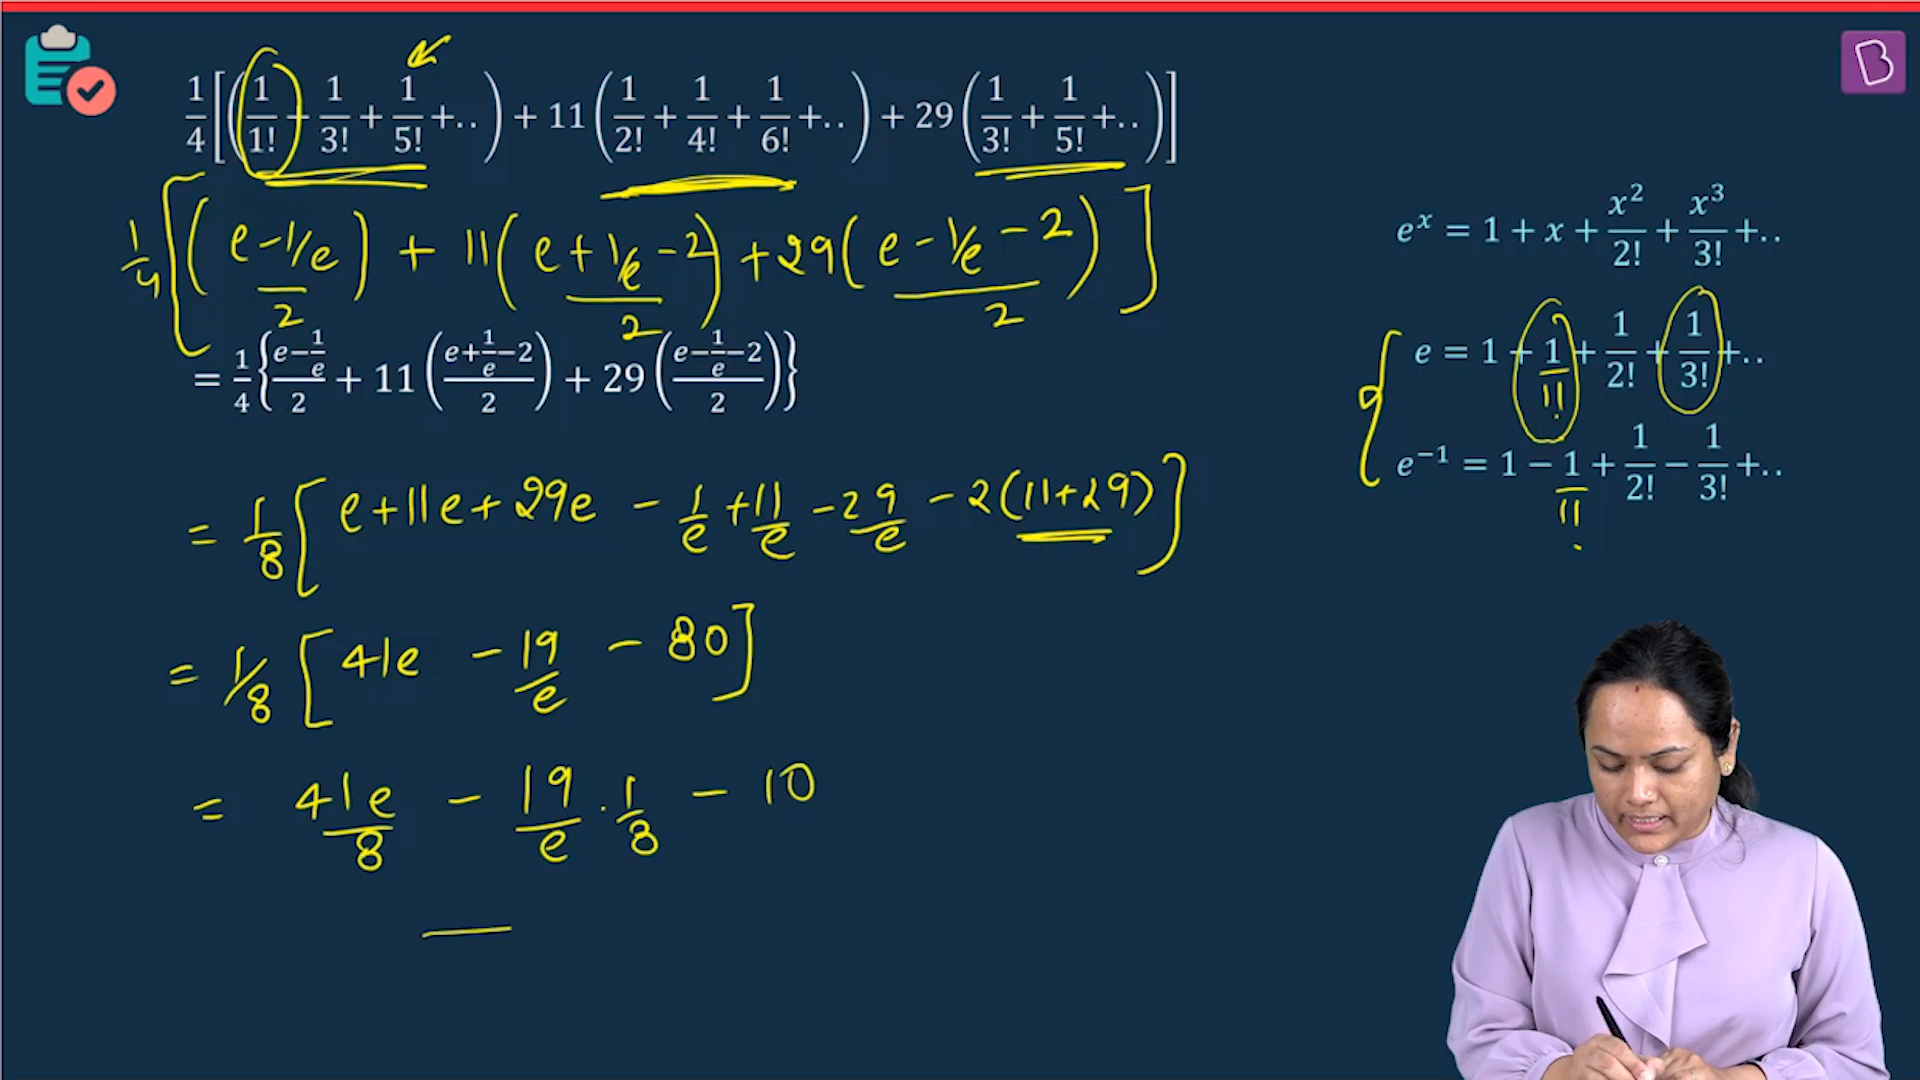 1/4 [(1/1! + 1/3! + 1/5! +..) + 11(1/2! + 1/4! + 1/6! +..) + 29(1/3! + 1/5! +..)]
1/4 [((e - 1/e)/2) + 11((e + 1/e - 2)/2) + 29((e - 1/e - 2)/2)]
= 1/4 {(e - 1/e)/2 + 11((e + 1/e - 2)/2) + 29((e - 1/e - 2)/2)}
= 1/8 [e + 11e + 29e - 1/e + 11/e - 29/e - 2(11+29)]
= 1/8 [41e - 19/e - 80]
= 41e/8 - 19/e . 1/8 - 10
eˣ = 1 + x + x²/2! + x³/3! +..
e = 1 + 1/1! + 1/2! + 1/3! +..
e⁻¹ = 1 - 1/1! + 1/2! - 1/3! +..
B